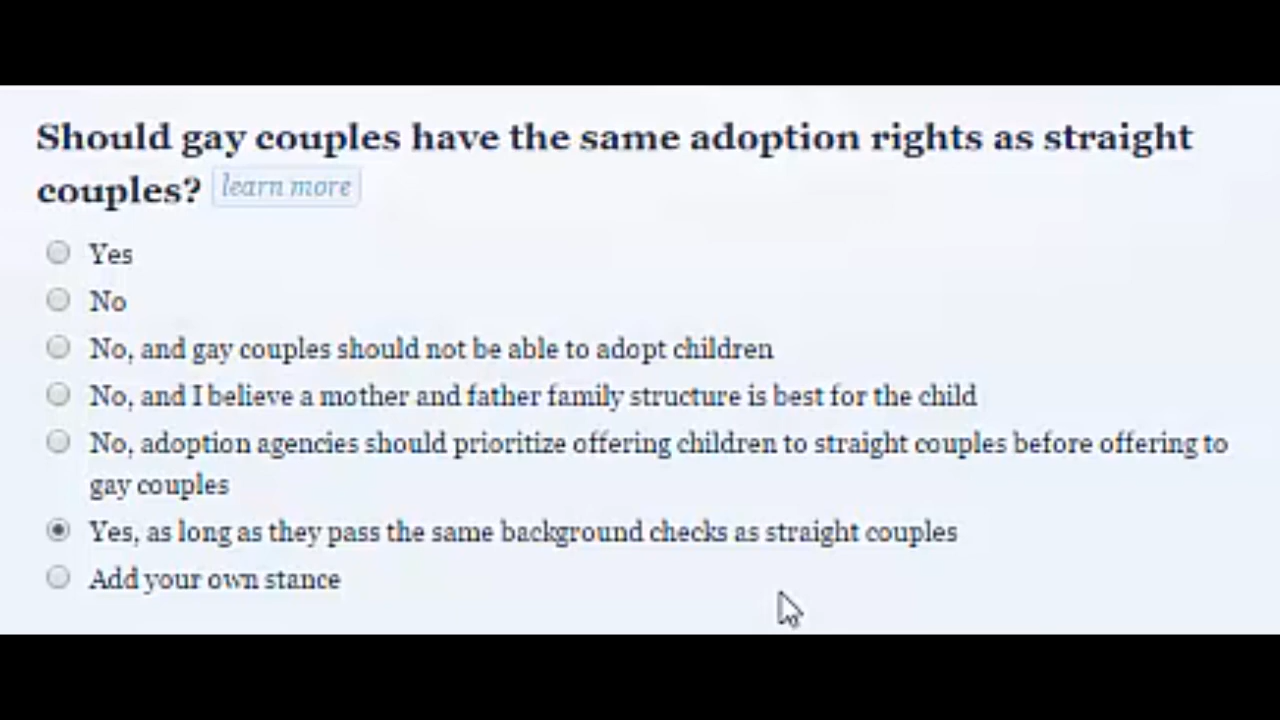 Should gay couples have the same adoption rights as straight
couples? learn more
Yes
No
No, and gay couples should not be able to adopt children
No, and I believe a mother and father family structure is best for the child
No, adoption agencies should prioritize offering children to straight couples before offering to
gay couples
Yes, as long as they pass the same background checks as straight couples
Add your own stance